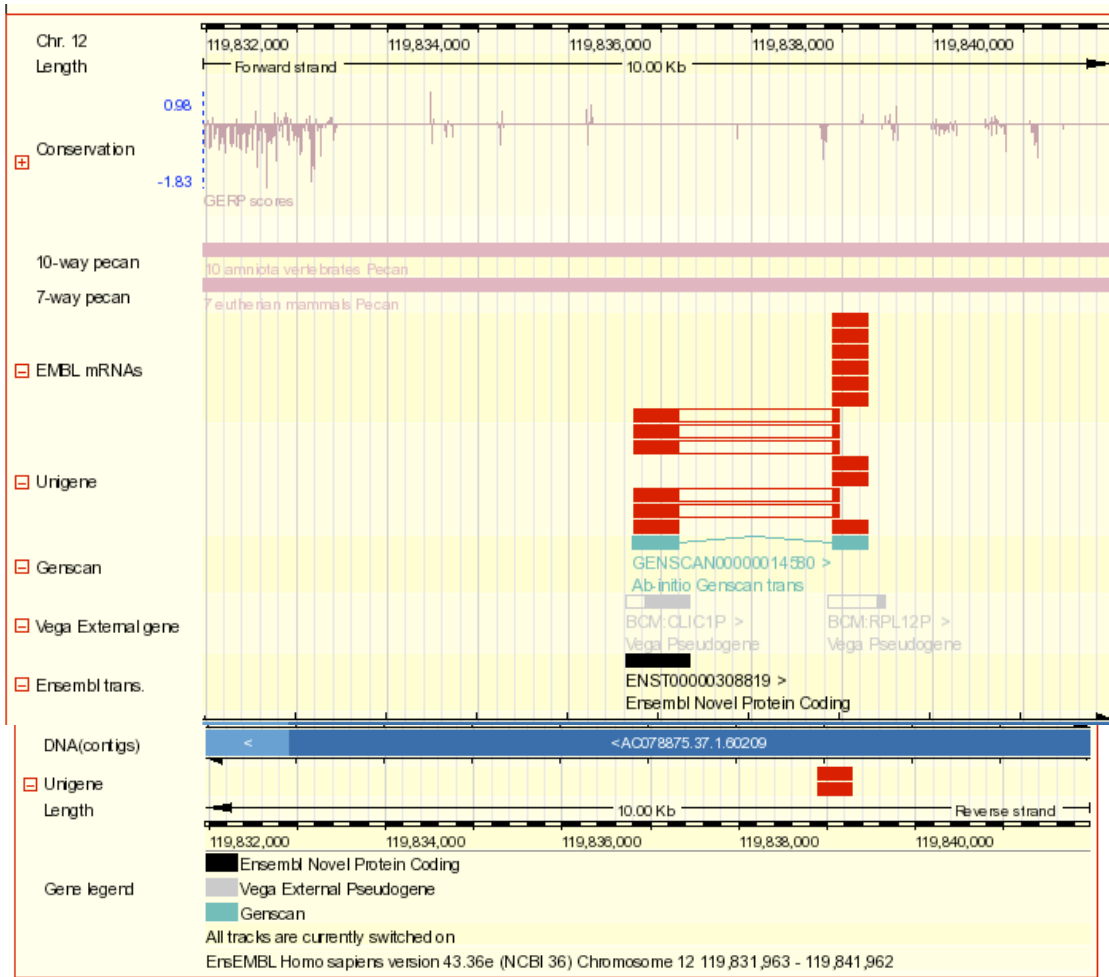 Chr. 12
119,832,000 119,834,000 119,836,000 119,838,000 119,840,000
Length Forward strand 10.00 Kb
0.98
Conservation
-1.83
GERP scores
10-way pecan
10 amniota vertebrates Pecan
7-way pecan
7 eutherian mammals Pecan
EMBL mRNAs
Unigene
Genscan
GENSCAN00000014580 >
Ab-initio Genscan trans
Vega External gene
BCM:CLIC1P > BCM:RPL12P >
Vega Pseudogene Vega Pseudogene
Ensembl trans.
ENST00000308819 >
Ensembl Novel Protein Coding
DNA(contigs) < <AC078875.37.1.60209
Unigene
Length 10.00 Kb Reverse strand
119,832,000 119,834,000 119,836,000 119,838,000 119,840,000
Gene legend
Ensembl Novel Protein Coding
Vega External Pseudogene
Genscan
All tracks are currently switched on
EnsEMBL Homo sapiens version 43.36e (NCBI 36) Chromosome 12 119,831,963 - 119,841,962